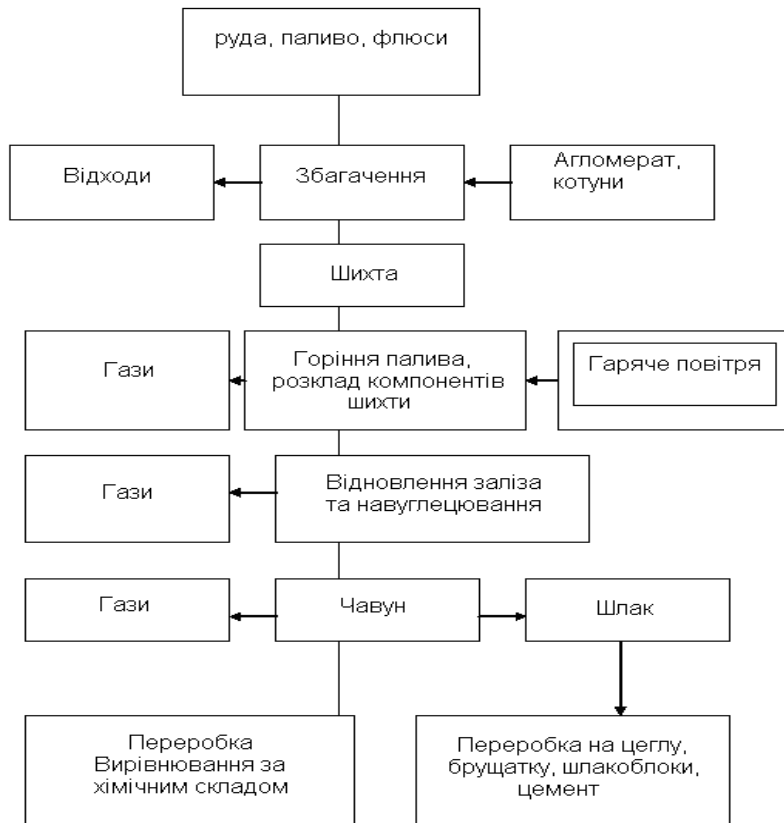 руда, паливо, флюси
Відходи
Збагачення
Агломерат,
котуни
Шихта
Гази
Горіння палива,
розклад компонентів
шихти
Гаряче повітря
Гази
Відновлення заліза
та навуглецювання
Гази
Чавун
Шлак
Переробка
Вирівнювання за
хімічним складом
Переробка на цеглу,
брущатку, шлакоблоки,
цемент